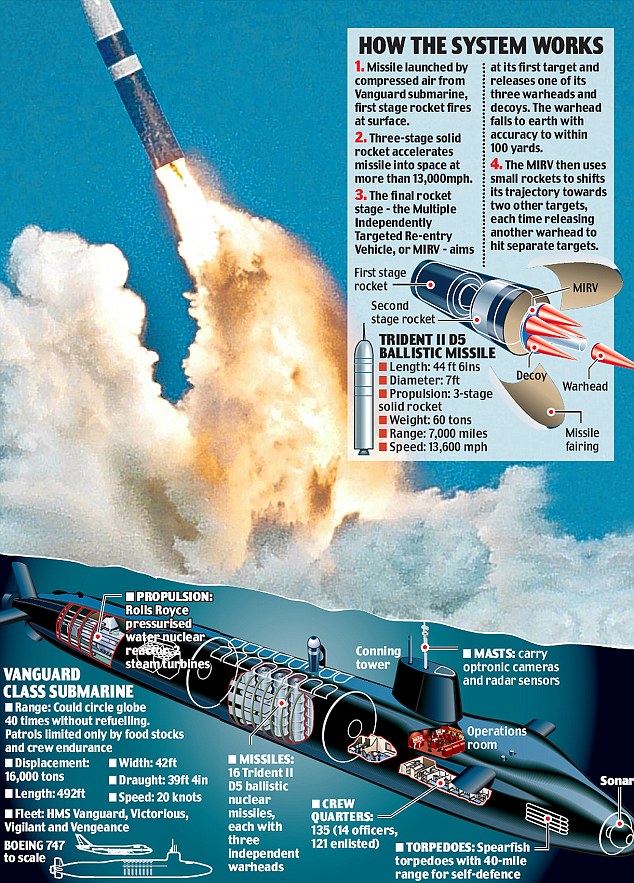 HOW THE SYSTEM WORKS
1. Missile launched by
compressed air from
Vanguard submarine,
first stage rocket fires
at surface.
2. Three-stage solid
rocket accelerates
missile into space at
more than 13,000mph.
3. The final rocket
stage - the Multiple
Independently
Targeted Re-entry
Vehicle, or MIRV - aims
at its first target and
releases one of its
three warheads and
decoys. The warhead
falls to earth with
accuracy to within
100 yards.
4. The MIRV then uses
small rockets to shifts
its trajectory towards
two other targets,
each time releasing
another warhead to
hit separate targets.
First stage
rocket
Second
stage rocket
MIRV
Decoy
Warhead
Missile
fairing
TRIDENT II D5
BALLISTIC MISSILE
■ Length: 44 ft 6ins
■ Diameter: 7ft
■ Propulsion: 3-stage
solid rocket
■ Weight: 60 tons
■ Range: 7,000 miles
■ Speed: 13,600 mph
■ PROPULSION:
Rolls Royce
pressurised
water nuclear
reactor, 2
steam turbines
Conning
tower
■ MASTS: carry
optronic cameras
and radar sensors
VANGUARD
CLASS SUBMARINE
■ Range: Could circle globe
40 times without refuelling.
Patrols limited only by food stocks
and crew endurance
■ Displacement:
16,000 tons
■ Length: 492ft
■ Width: 42ft
■ Draught: 39ft 4in
■ Speed: 20 knots
■ Fleet: HMS Vanguard, Victorious,
Vigilant and Vengeance
BOEING 747
to scale
■ MISSILES:
16 Trident II
D5 ballistic
nuclear
missiles,
each with
three
independent
warheads
Operations
room
■ CREW
QUARTERS:
135 (14 officers,
121 enlisted)
Sonar
■ TORPEDOES: Spearfish
torpedoes with 40-mile
range for self-defence